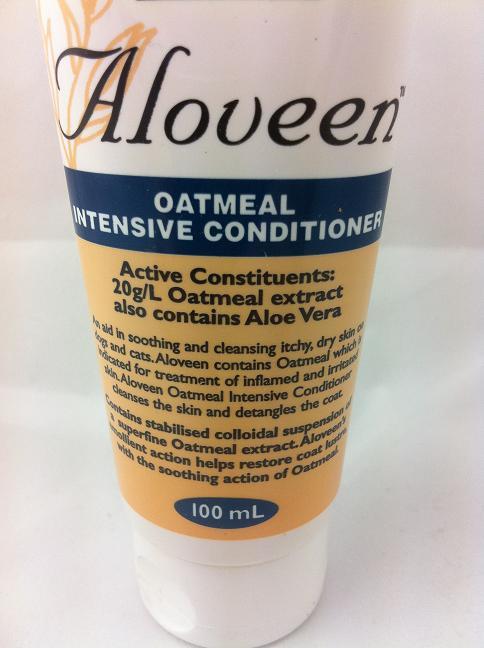 Aloveen™
OATMEAL
INTENSIVE CONDITIONER
Active Constituents:
20g/L Oatmeal extract
also contains Aloe Vera
An aid in soothing and cleansing itchy, dry skin on
dogs and cats. Aloveen contains Oatmeal which is
indicated for treatment of inflamed and irritated
skin. Aloveen Oatmeal Intensive Conditioner
cleanses the skin and detangles the coat.
Contains stabilised colloidal suspension of
a superfine Oatmeal extract. Aloveen's
emollient action helps restore coat lustre
with the soothing action of Oatmeal.
100 mL